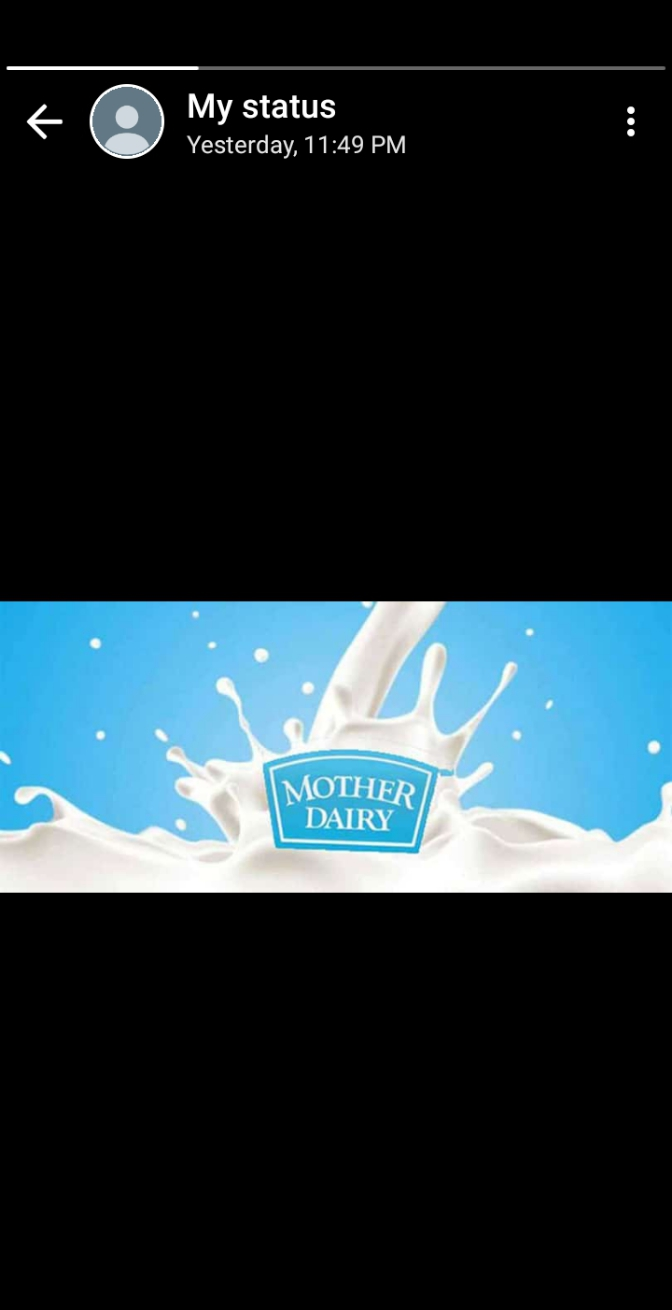 My status
Yesterday, 11:49 PM
MOTHER
DAIRY